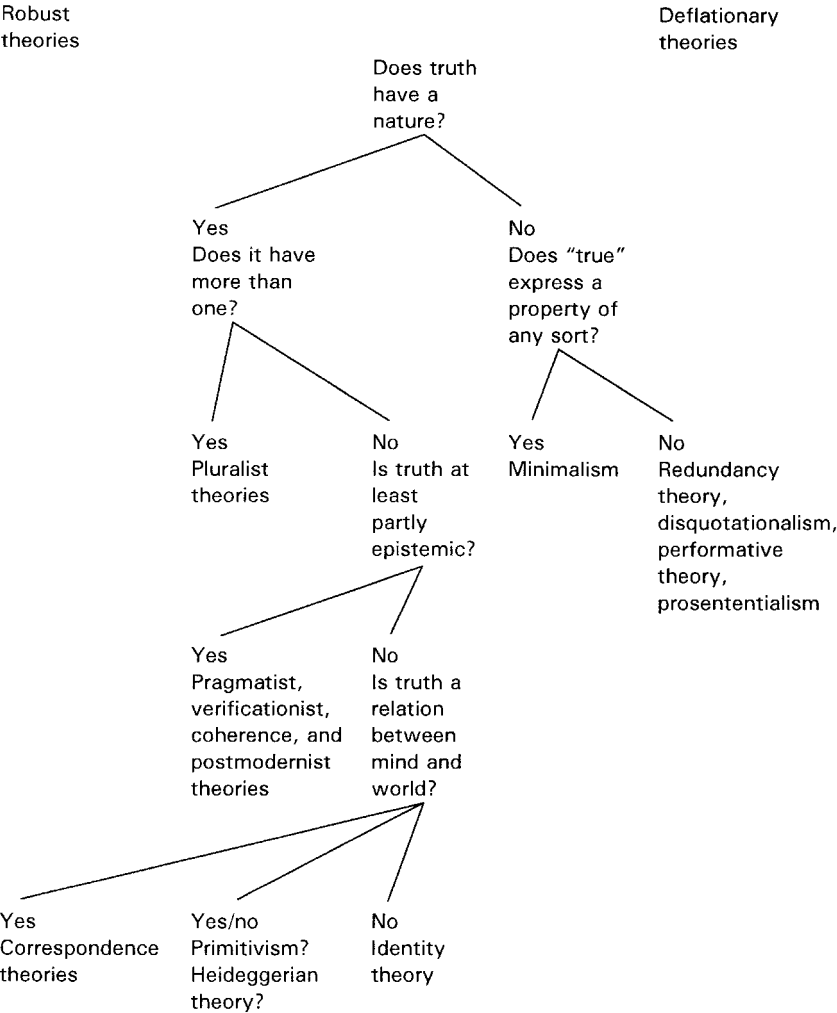 Robust
theories
Deflationary
theories
Does truth
have a
nature?
Yes
Does it have
more than
one?
No
Does "true"
express a
property of
any sort?
Yes
Pluralist
theories
No
Is truth at
least
partly
epistemic?
Yes
Minimalism
No
Redundancy
theory,
disquotationalism,
performative
theory,
prosententialism
Yes
Pragmatist,
verificationist,
coherence, and
postmodernist
theories
No
Is truth a
relation
between
mind and
world?
Yes
Correspondence
theories
Yes/no
Primitivism?
Heideggerian
theory?
No
Identity
theory